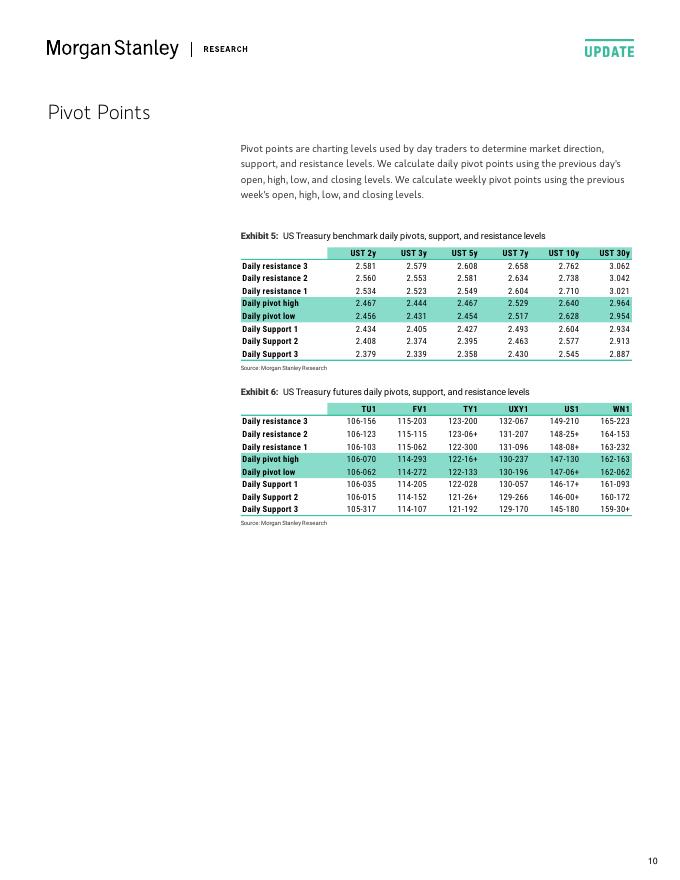 Morgan Stanley | RESEARCH
UPDATE
Pivot Points
Pivot points are charting levels used by day traders to determine market direction,
support, and resistance levels. We calculate daily pivot points using the previous day's
open, high, low, and closing levels. We calculate weekly pivot points using the previous
week's open, high, low, and closing levels.
Exhibit 5: US Treasury benchmark daily pivots, support, and resistance levels
UST 2y UST 3y UST 5y UST 7y UST 10y UST 30y
Daily resistance 3 2.581 2.579 2.608 2.658 2.762 3.062
Daily resistance 2 2.560 2.553 2.581 2.634 2.738 3.042
Daily resistance 1 2.534 2.523 2.549 2.604 2.710 3.021
Daily pivot high 2.467 2.444 2.467 2.529 2.640 2.964
Daily pivot low 2.456 2.431 2.454 2.517 2.628 2.954
Daily Support 1 2.434 2.405 2.427 2.493 2.604 2.934
Daily Support 2 2.408 2.374 2.395 2.463 2.577 2.913
Daily Support 3 2.379 2.339 2.358 2.430 2.545 2.887
Source: Morgan Stanley Research
Exhibit 6: US Treasury futures daily pivots, support, and resistance levels
TU1 FV1 TY1 UXY1 US1 WN1
Daily resistance 3 106-156 115-203 123-200 132-067 149-210 165-223
Daily resistance 2 106-123 115-115 123-06+ 131-207 148-25+ 164-153
Daily resistance 1 106-103 115-062 122-300 131-096 148-08+ 163-232
Daily pivot high 106-070 114-293 122-16+ 130-237 147-130 162-163
Daily pivot low 106-062 114-272 122-133 130-196 147-06+ 162-062
Daily Support 1 106-035 114-205 122-028 130-057 146-17+ 161-093
Daily Support 2 106-015 114-152 121-26+ 129-266 146-00+ 160-172
Daily Support 3 105-317 114-107 121-192 129-170 145-180 159-30+
Source: Morgan Stanley Research
10